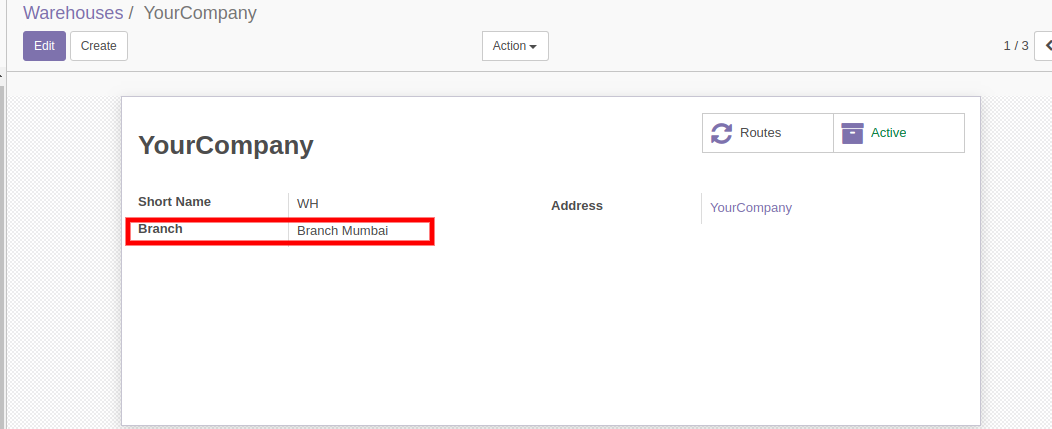 Warehouses / YourCompany
Edit Create Action 1 / 3
YourCompany
Routes Active
Short Name WH
Address YourCompany
Branch Branch Mumbai